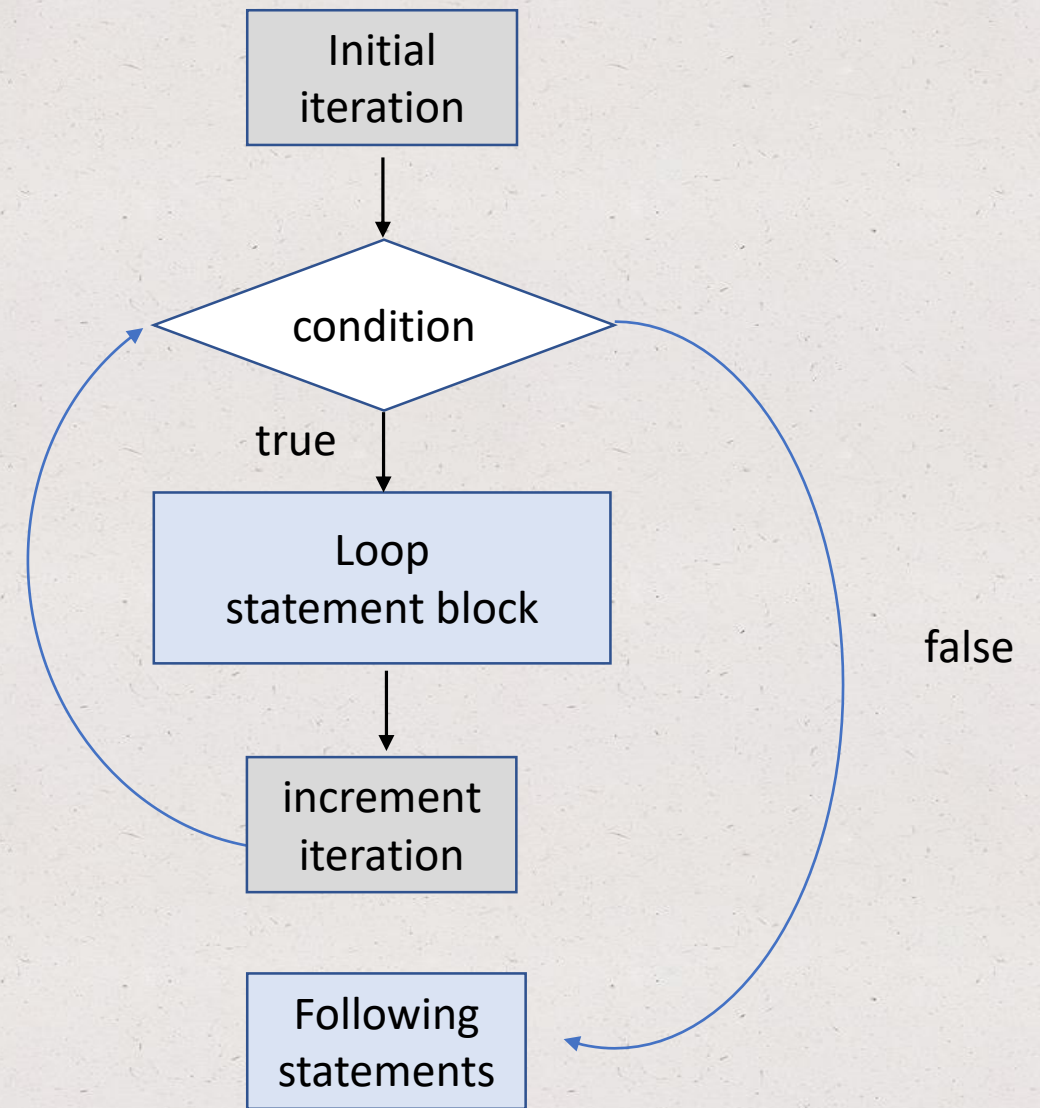 Initial
iteration
condition
true
Loop
statement block
false
increment
iteration
Following
statements